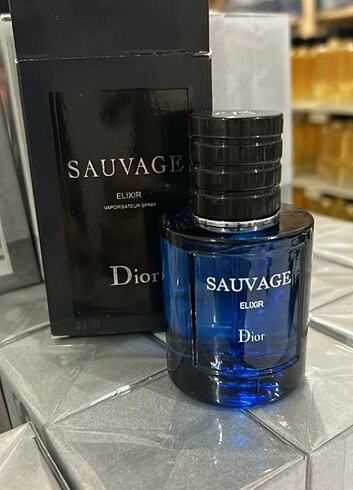 SAUVAGE
ELIXIR
VAPORISATEUR SPRAY
Dior
SAUVAGE
ELIXIR
Dior